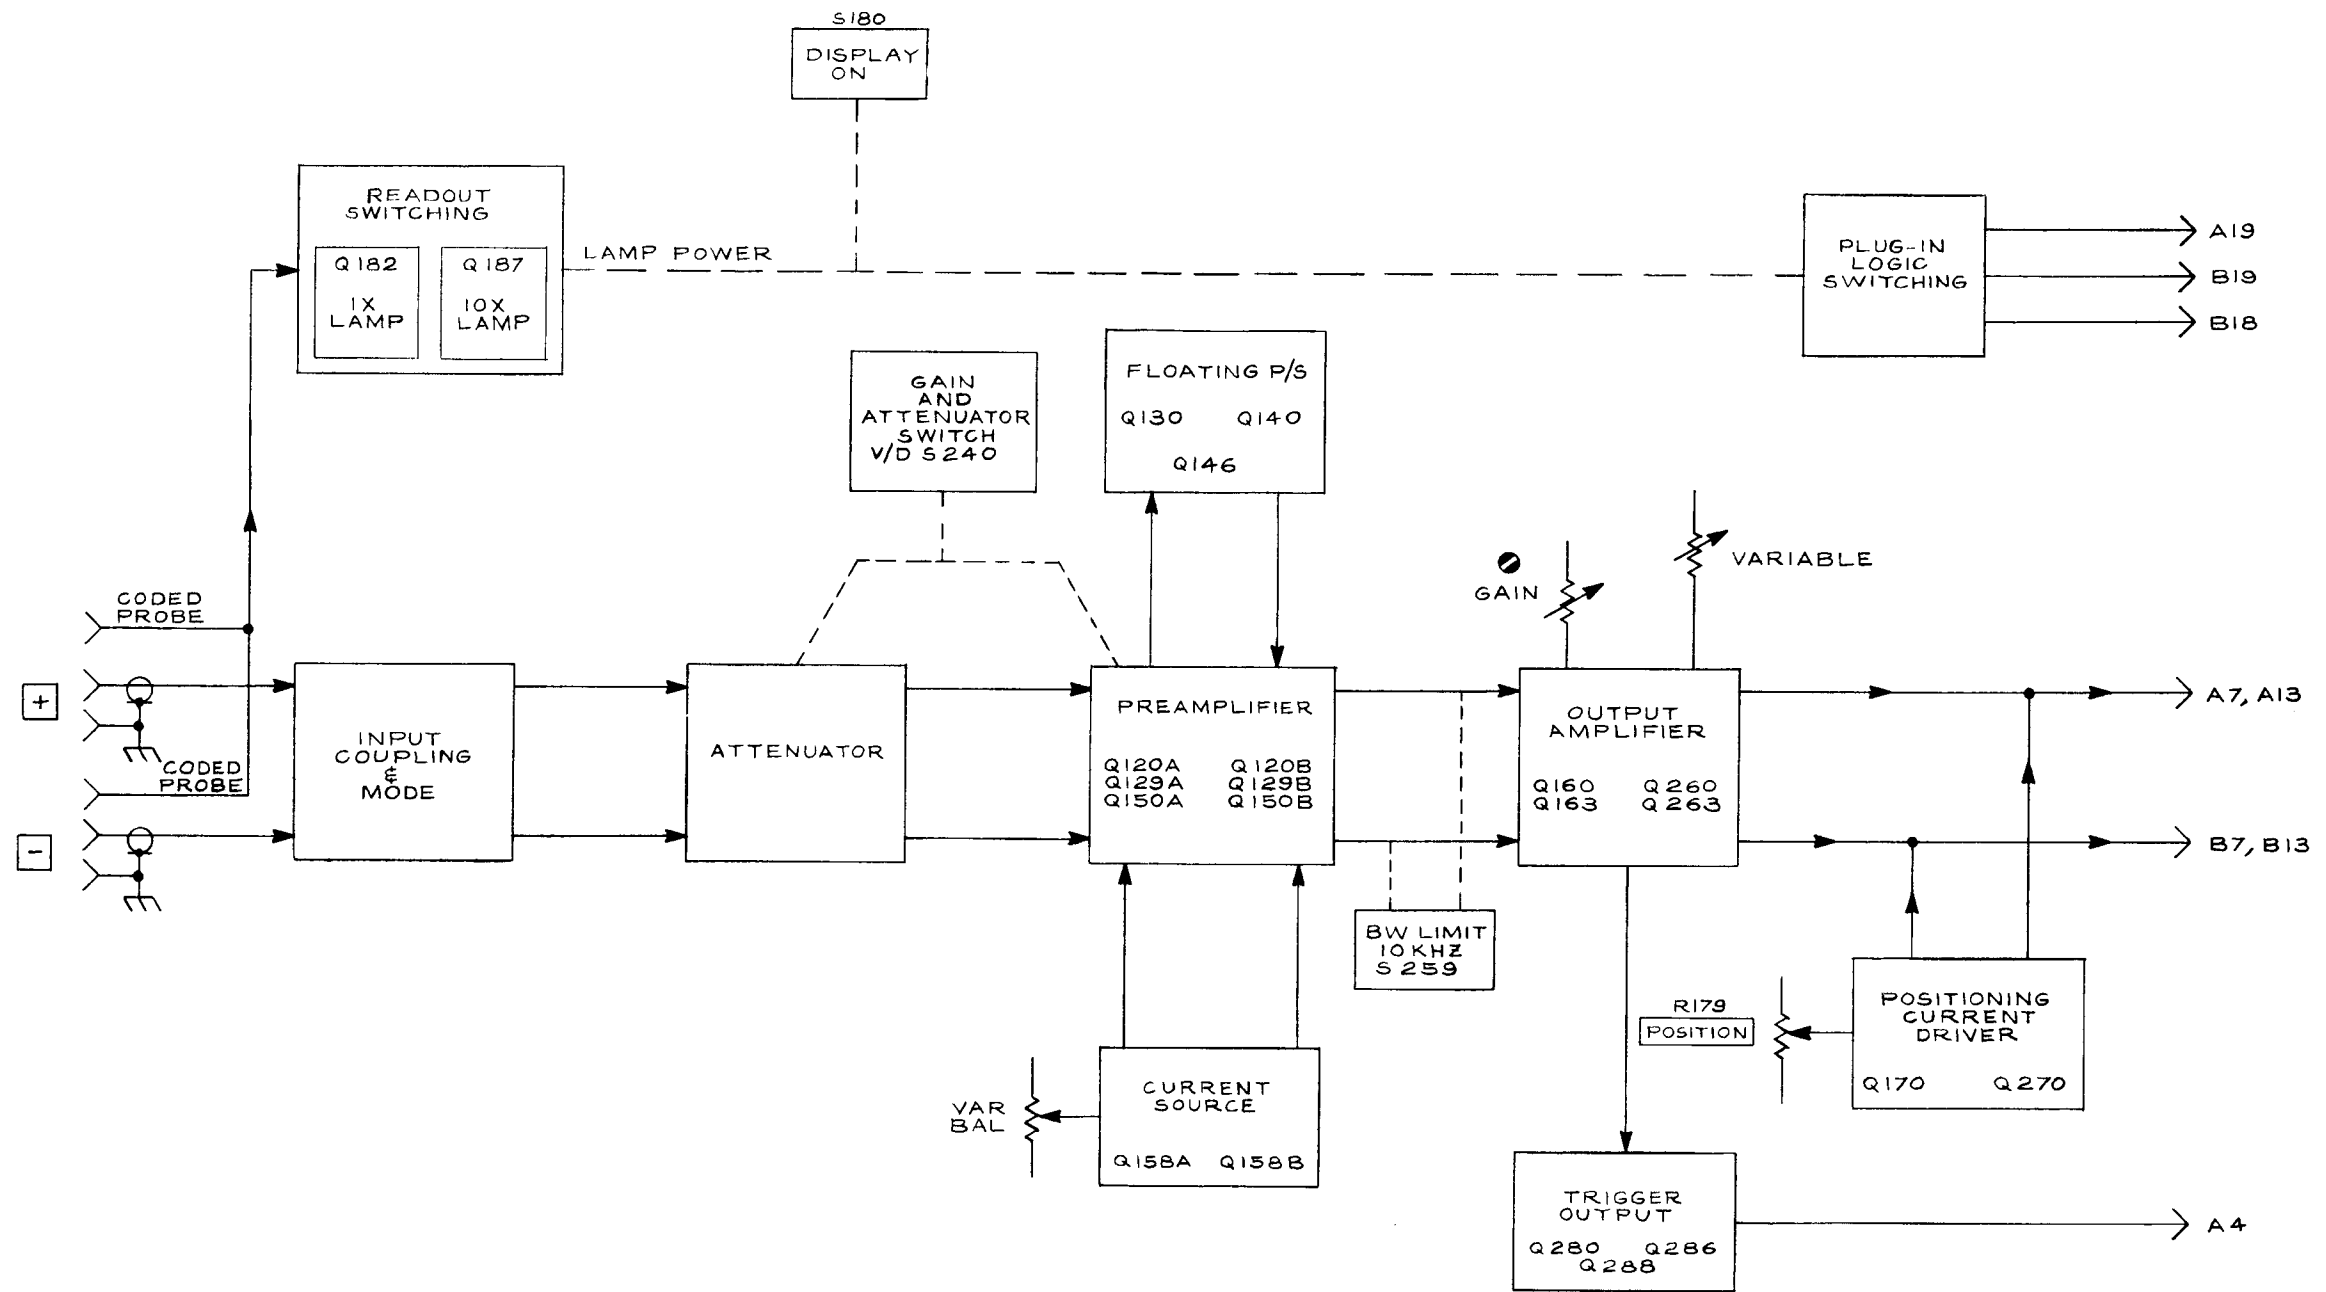 S180
DISPLAY
ON
READOUT
SWITCHING
Q182
1X
LAMP
Q187
10X
LAMP
LAMP POWER
PLUG-IN
LOGIC
SWITCHING
A19
B19
B18
GAIN
AND
ATTENUATOR
SWITCH
V/D S240
FLOATING P/S
Q130 Q140
Q146
GAIN
VARIABLE
CODED
PROBE
+
CODED
PROBE
-
INPUT
COUPLING
&
MODE
ATTENUATOR
PREAMPLIFIER
Q120A Q120B
Q129A Q129B
Q150A Q150B
OUTPUT
AMPLIFIER
Q160 Q260
Q163 Q263
A7, A13
B7, B13
BW LIMIT
10KHZ
S259
R179
POSITION
POSITIONING
CURRENT
DRIVER
Q170 Q270
VAR
BAL
CURRENT
SOURCE
Q158A Q158B
TRIGGER
OUTPUT
Q280 Q286
Q288
A4